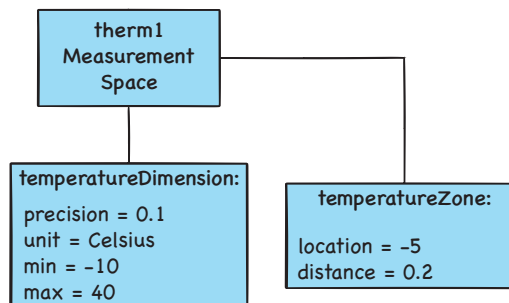 therm1
Measurement
Space
temperatureDimension:
precision = 0.1
unit = Celsius
min = -10
max = 40
temperatureZone:
location = -5
distance = 0.2